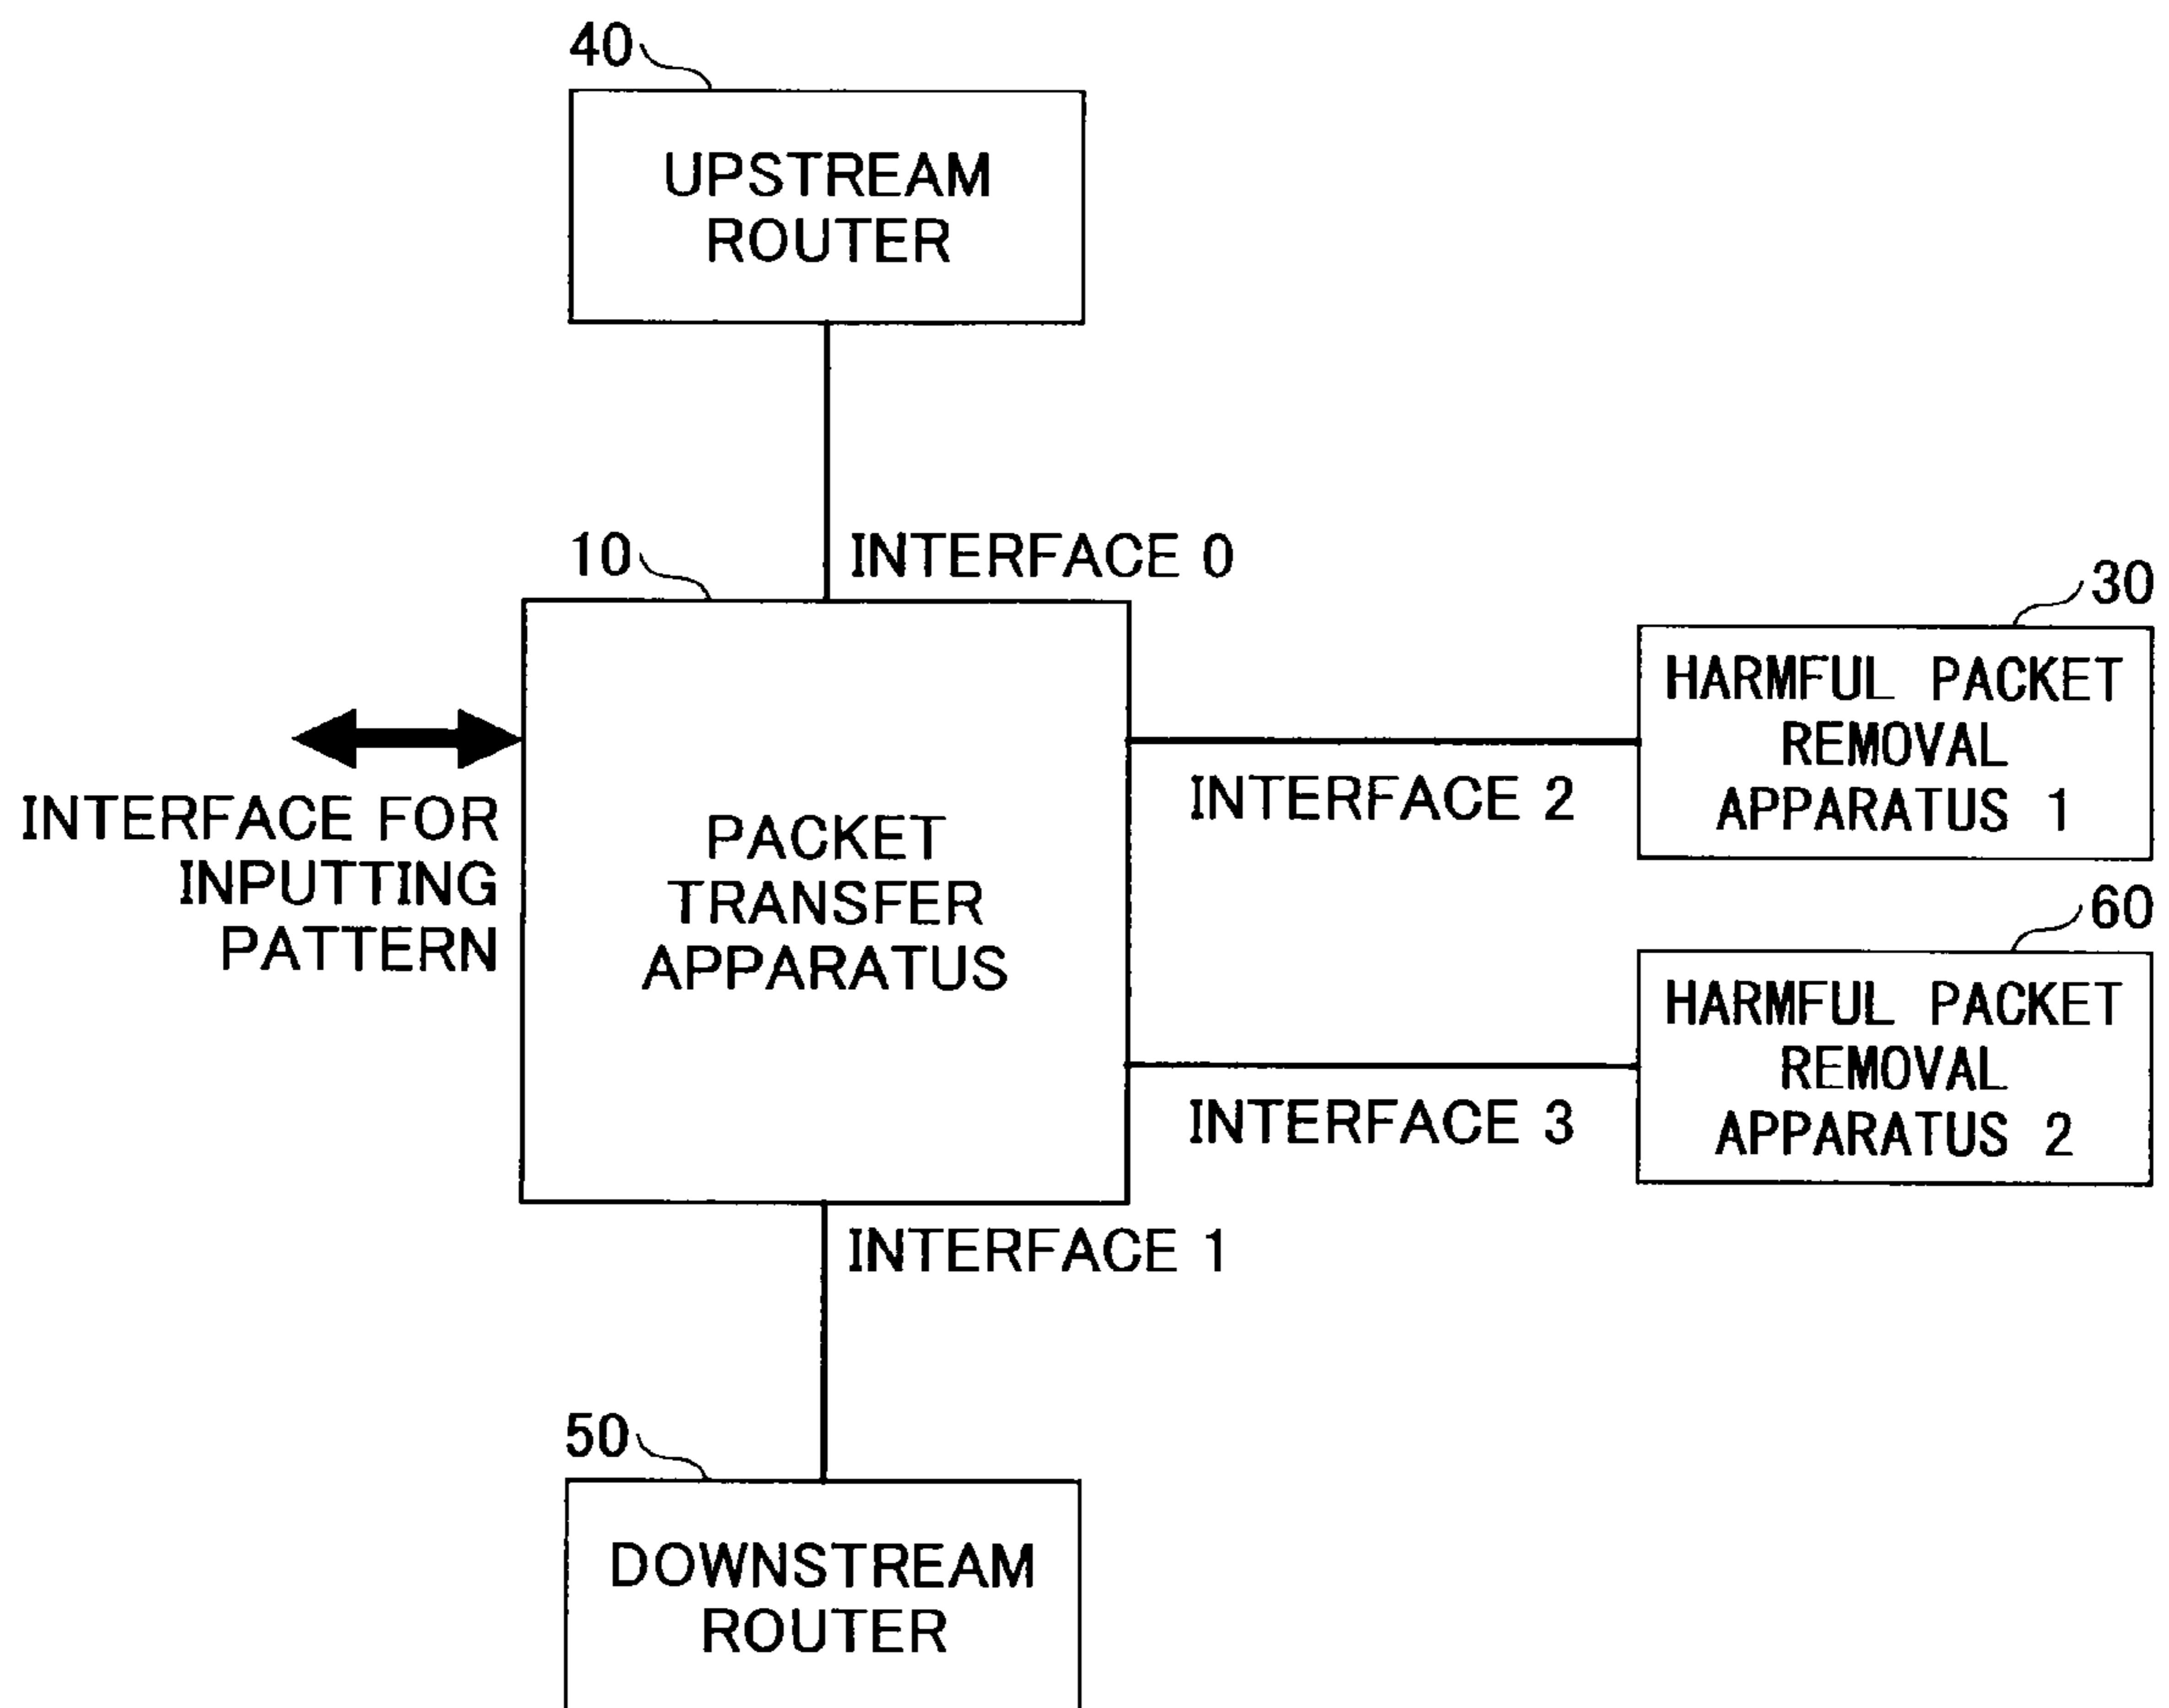 40
UPSTREAM
ROUTER
10
INTERFACE 0
30
HARMFUL PACKET
REMOVAL
APPARATUS 1
INTERFACE 2
INTERFACE FOR
INPUTTING
PATTERN
PACKET
TRANSFER
APPARATUS
60
HARMFUL PACKET
REMOVAL
APPARATUS 2
INTERFACE 3
INTERFACE 1
50
DOWNSTREAM
ROUTER